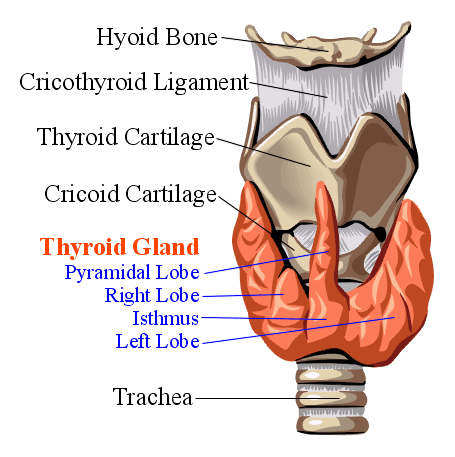 Hyoid Bone
Cricothyroid Ligament
Thyroid Cartilage
Cricoid Cartilage
Thyroid Gland
Pyramidal Lobe
Right Lobe
Isthmus
Left Lobe
Trachea